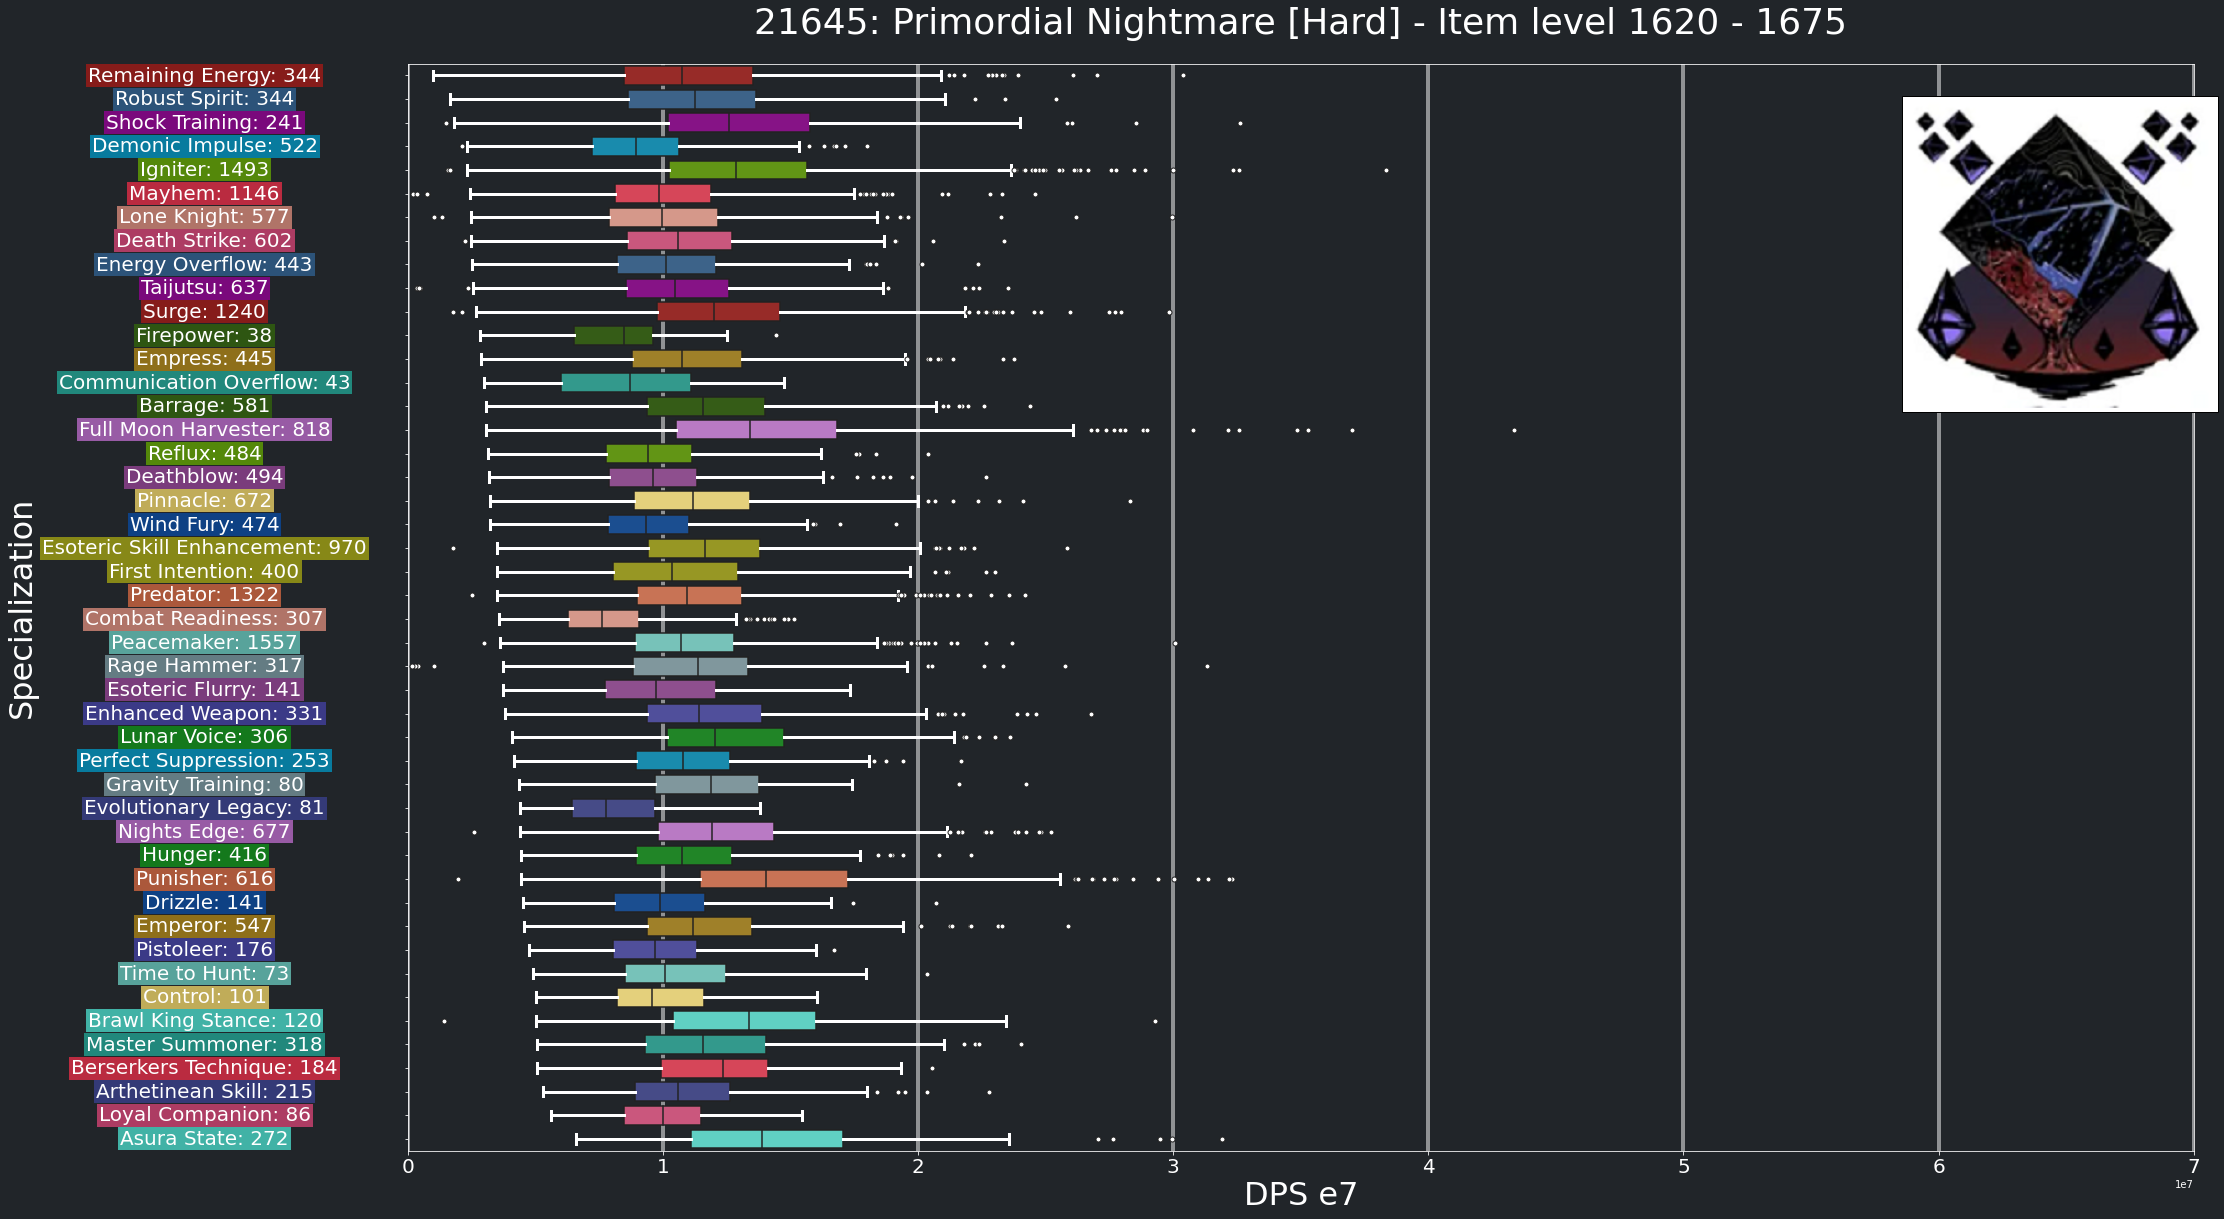 21645: Primordial Nightmare [Hard] - Item level 1620 - 1675
Specialization
Remaining Energy: 344
Robust Spirit: 344
Shock Training: 241
Demonic Impulse: 522
Igniter: 1493
Mayhem: 1146
Lone Knight: 577
Death Strike: 602
Energy Overflow: 443
Taijutsu: 637
Surge: 1240
Firepower: 38
Empress: 445
Communication Overflow: 43
Barrage: 581
Full Moon Harvester: 818
Reflux: 484
Deathblow: 494
Pinnacle: 672
Wind Fury: 474
Esoteric Skill Enhancement: 970
First Intention: 400
Predator: 1322
Combat Readiness: 307
Peacemaker: 1557
Rage Hammer: 317
Esoteric Flurry: 141
Enhanced Weapon: 331
Lunar Voice: 306
Perfect Suppression: 253
Gravity Training: 80
Evolutionary Legacy: 81
Nights Edge: 677
Hunger: 416
Punisher: 616
Drizzle: 141
Emperor: 547
Pistoleer: 176
Time to Hunt: 73
Control: 101
Brawl King Stance: 120
Master Summoner: 318
Berserkers Technique: 184
Arthetinean Skill: 215
Loyal Companion: 86
Asura State: 272
0 1 2 3 4 5 6 7
DPS e7
1e7